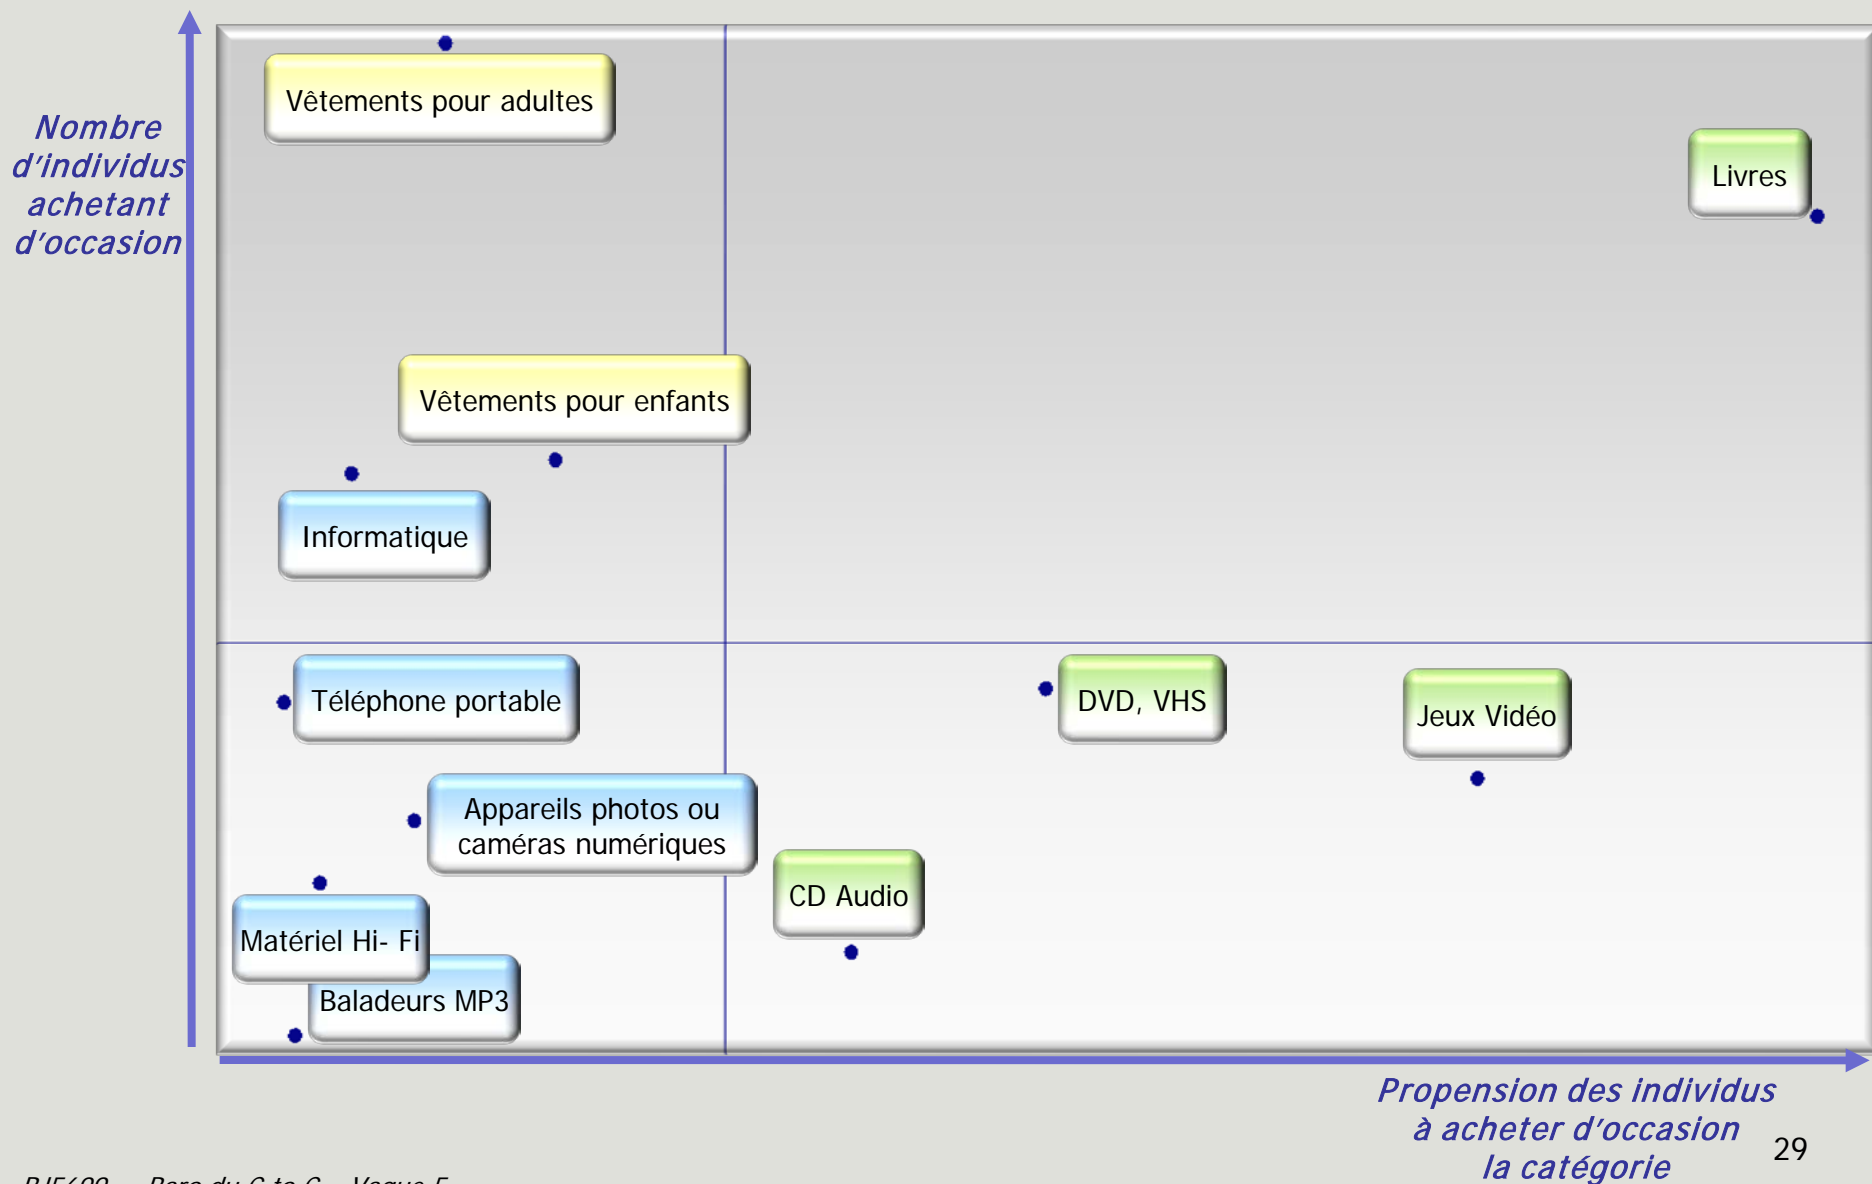 Nombre
d'individus
achetant
d'occasion
Vêtements pour adultes
Livres
Vêtements pour enfants
Informatique
Téléphone portable
DVD, VHS
Jeux Vidéo
Appareils photos ou
caméras numériques
CD Audio
Matériel Hi- Fi
Baladeurs MP3
Propension des individus
à acheter d'occasion
la catégorie
29